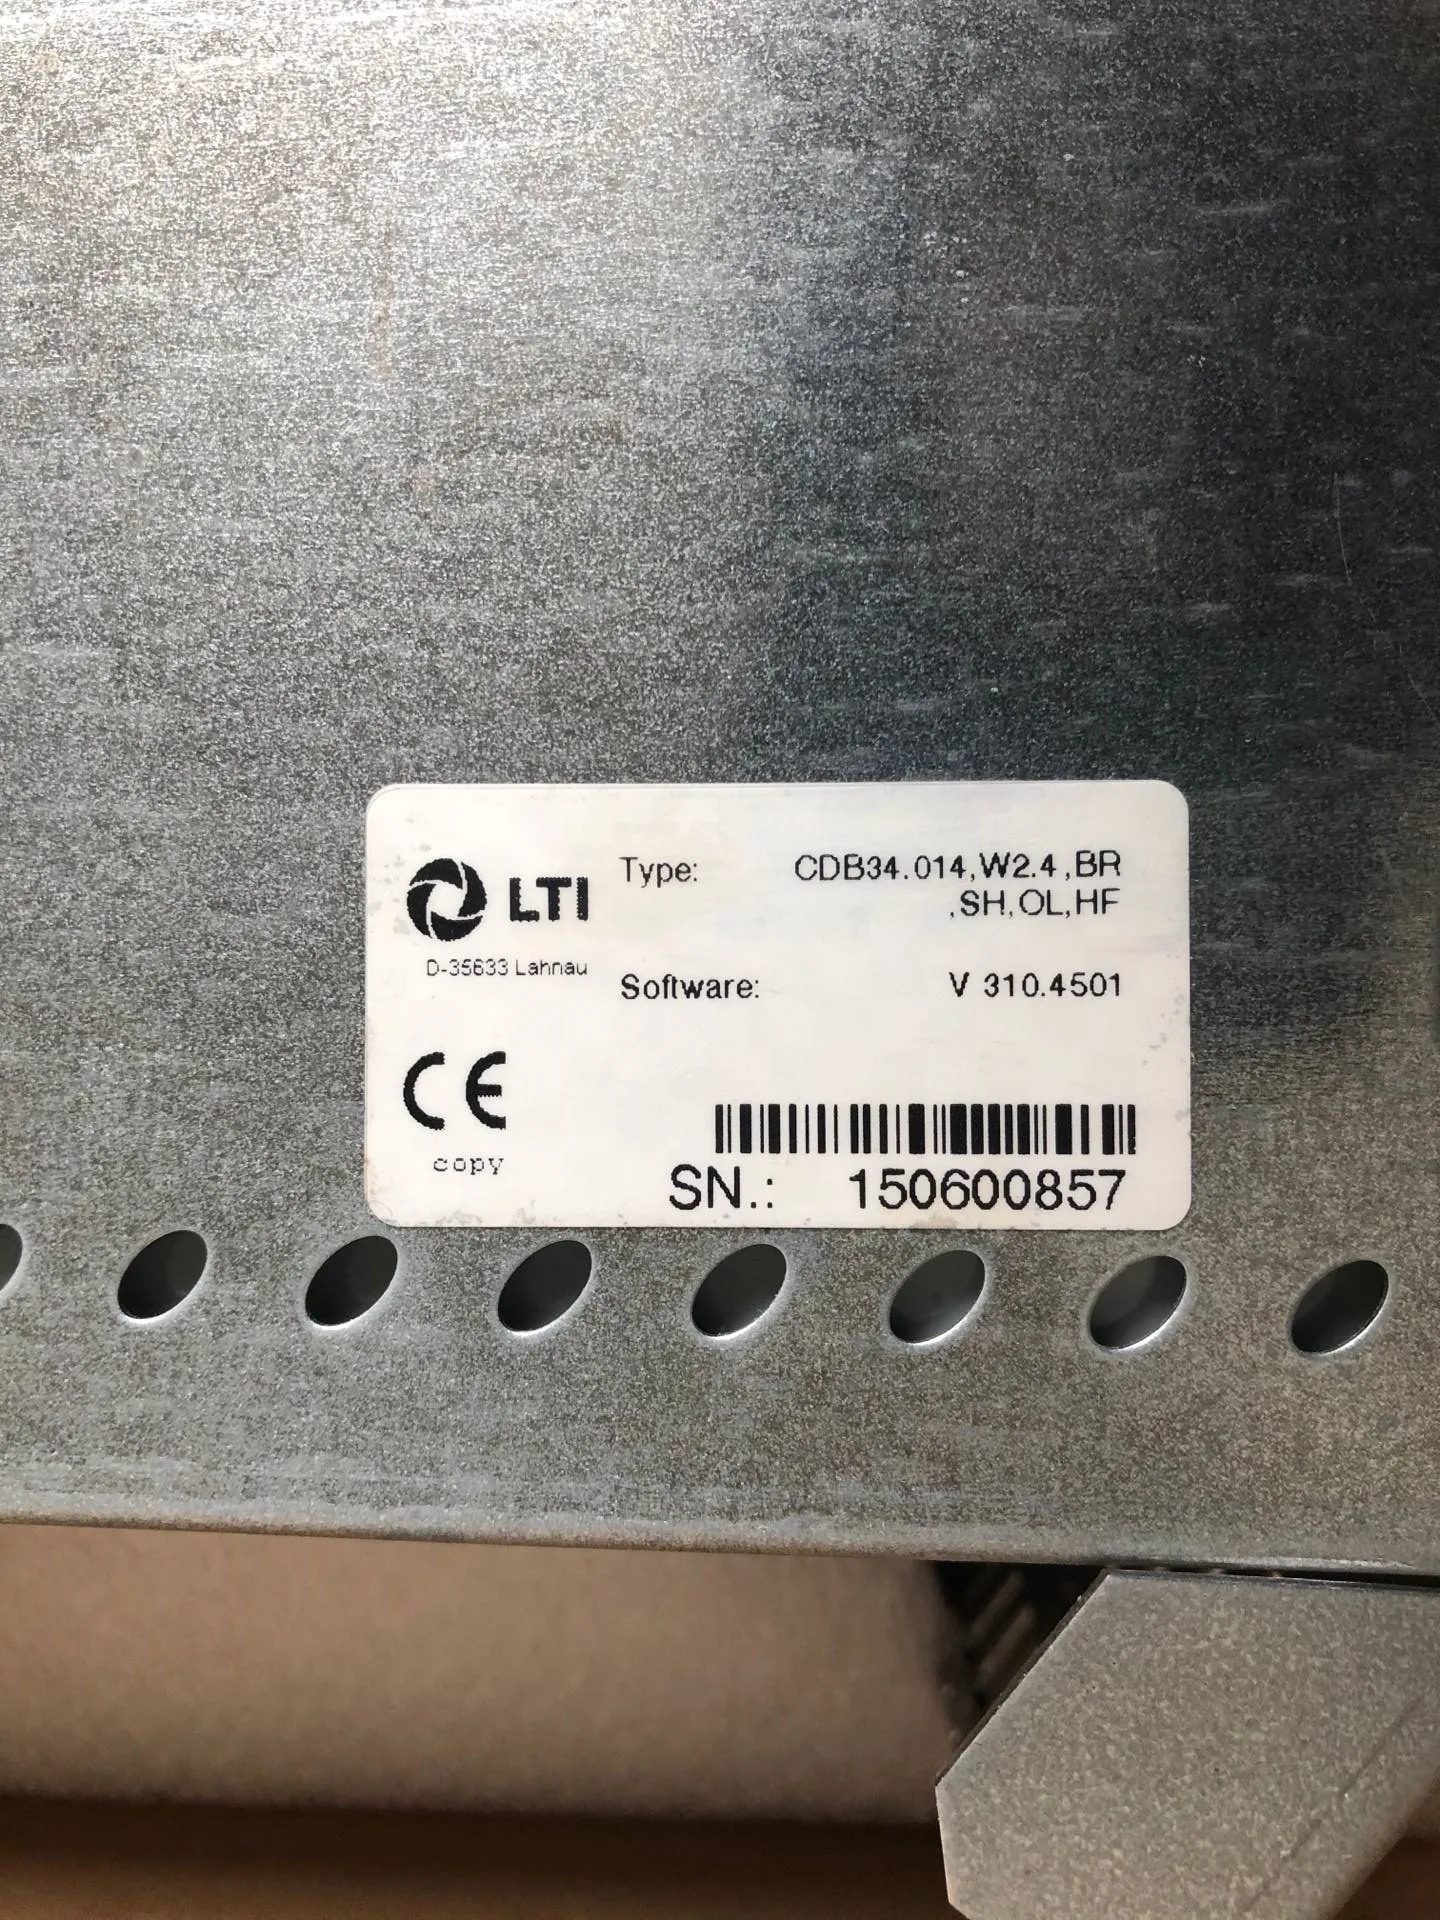 LTI
D-35633 Lahnau
Type: CDB34.014,W2.4,BR
,SH,OL,HF
Software: V 310.4501
CE
copy
SN.: 150600857